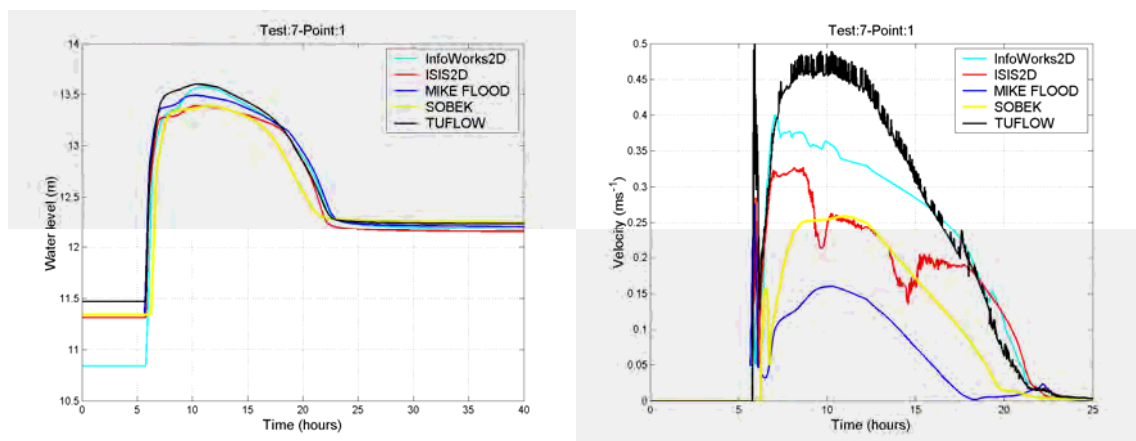 Test:7-Point:1
14
13.5
13
12.5
12
11.5
11
10.5
Water level (m)
0 5 10 15 20 25 30 35 40
Time (hours)
InfoWorks2D
ISIS2D
MIKE FLOOD
SOBEK
TUFLOW
Test:7-Point:1
0.5
0.45
0.4
0.35
0.3
0.25
0.2
0.15
0.1
0.05
0
Velocity (ms⁻¹)
0 5 10 15 20 25
Time (hours)
InfoWorks2D
ISIS2D
MIKE FLOOD
SOBEK
TUFLOW